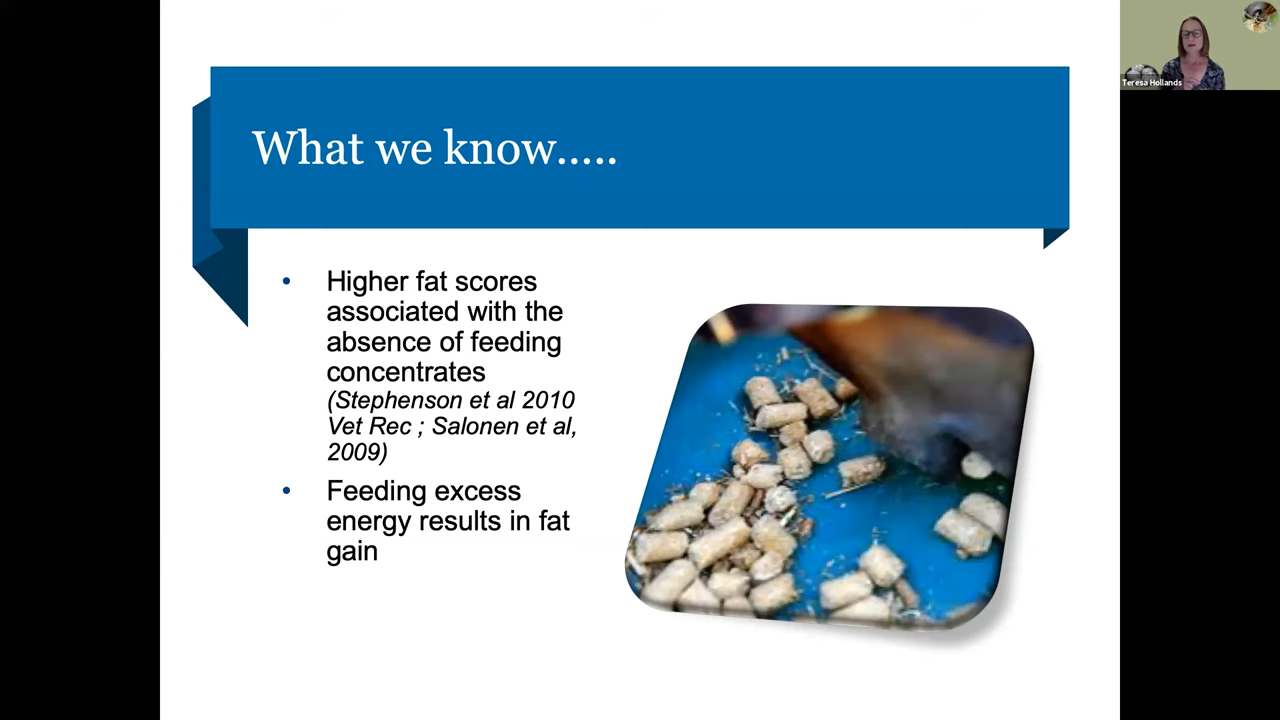 Teresa Hollands
What we know.....
• Higher fat scores
associated with the
absence of feeding
concentrates
(Stephenson et al 2010
Vet Rec ; Salonen et al,
2009)
• Feeding excess
energy results in fat
gain